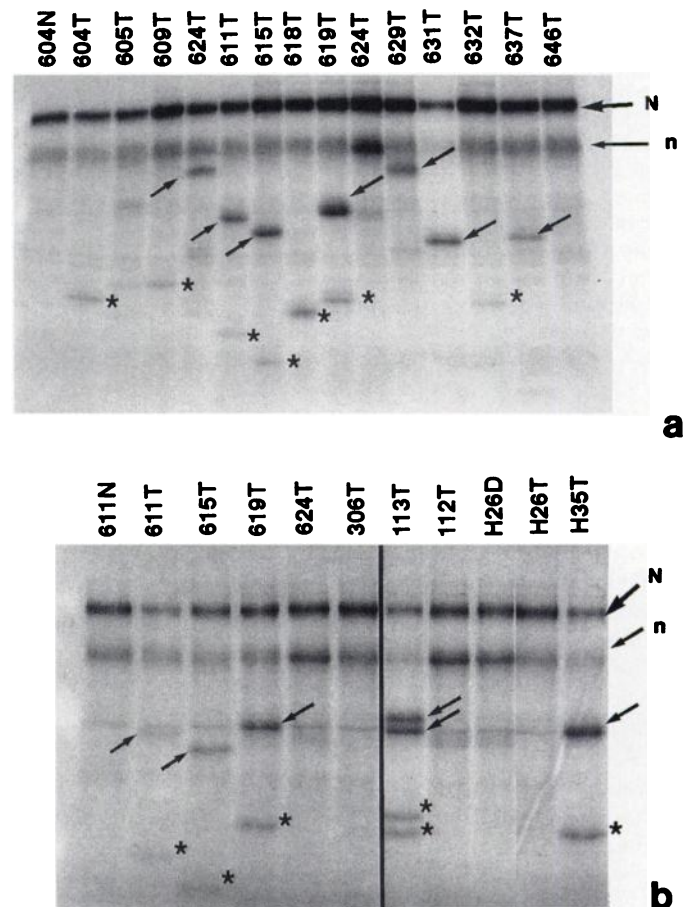 604N 604T 605T 609T 624T 611T 615T 618T 619T 624T 629T 631T 632T 637T 646T
N
n
* * * * * * * *
a
611N 611T 615T 619T 624T 306T 113T 112T H26D H26T H35T
N
n
* * * * * *
b